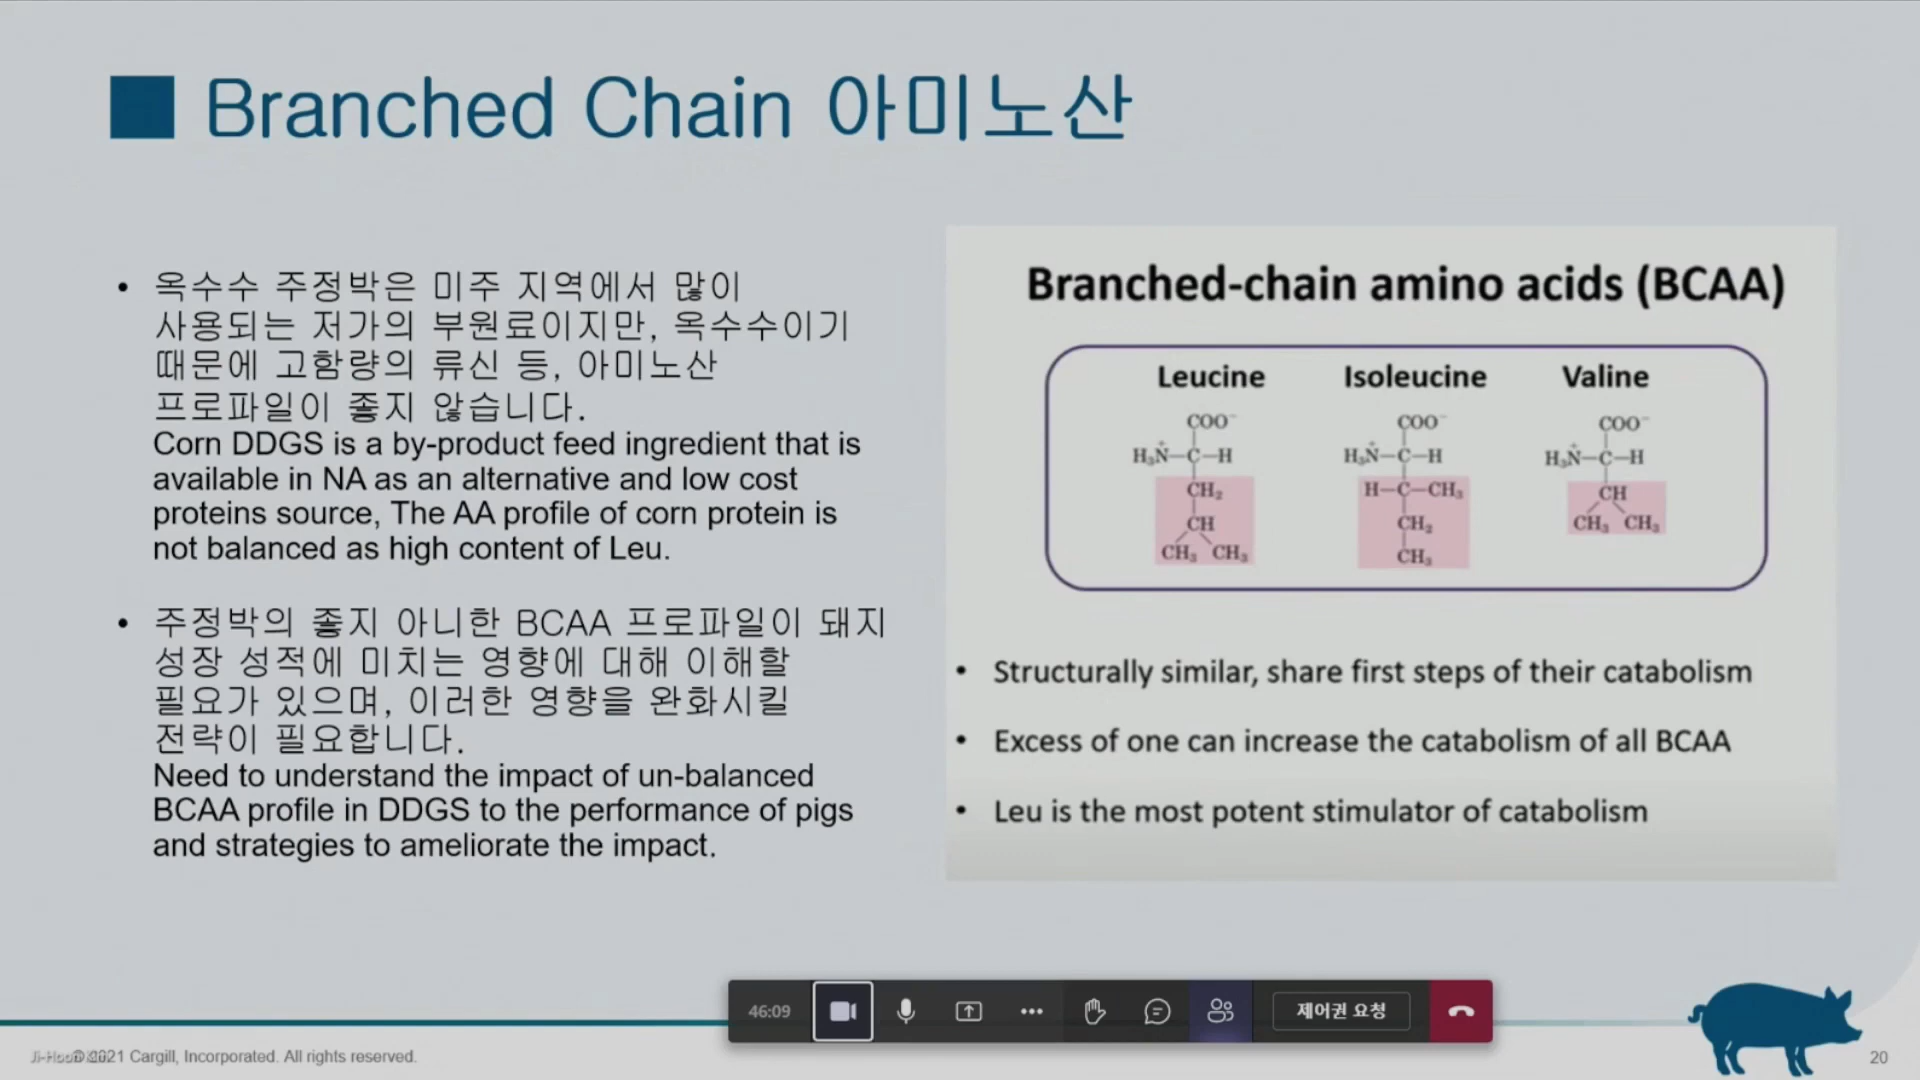 Branched Chain 아미노산
• 옥수수 주정박은 미주 지역에서 많이
사용되는 저가의 부원료이지만, 옥수수이기
때문에 고함량의 류신 등, 아미노산
프로파일이 좋지 않습니다.
Corn DDGS is a by-product feed ingredient that is
available in NA as an alternative and low cost
proteins source, The AA profile of corn protein is
not balanced as high content of Leu.
• 주정박의 좋지 아니한 BCAA 프로파일이 돼지
성장 성적에 미치는 영향에 대해 이해할
필요가 있으며, 이러한 영향을 완화시킬
전략이 필요합니다.
Need to understand the impact of un-balanced
BCAA profile in DDGS to the performance of pigs
and strategies to ameliorate the impact.
Branched-chain amino acids (BCAA)
Leucine Isoleucine Valine
COO⁻ COO⁻ COO⁻
H₃N⁺–C–H H₃N⁺–C–H H₃N⁺–C–H
CH₂ H–C–CH₃ CH
CH CH₂ CH₃ CH₃
CH₃ CH₃ CH₃
• Structurally similar, share first steps of their catabolism
• Excess of one can increase the catabolism of all BCAA
• Leu is the most potent stimulator of catabolism
46:09 제어권 요청
© 2021 Cargill, Incorporated. All rights reserved.
20